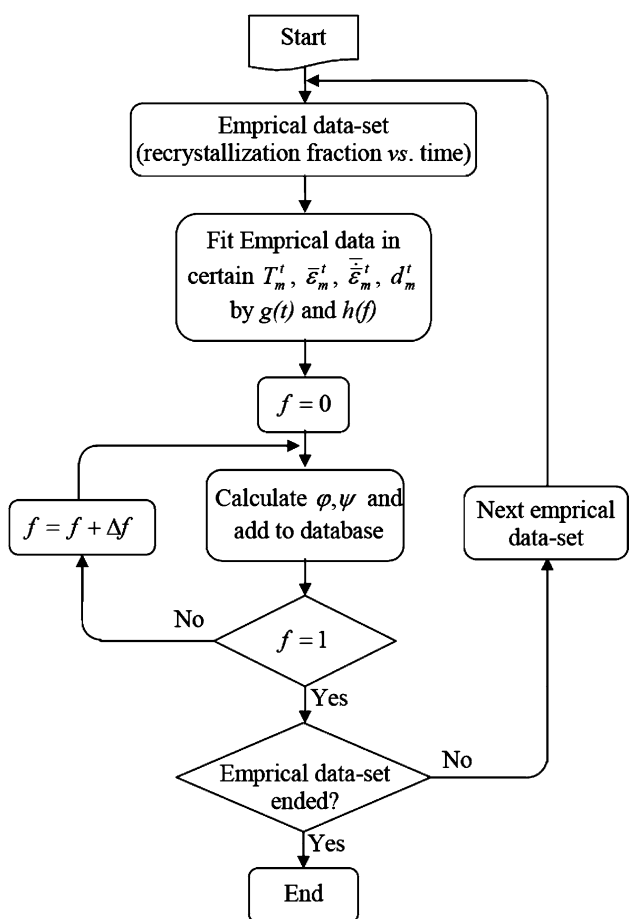 Start
Emprical data-set
(recrystallization fraction vs. time)
Fit Emprical data in
certain T_m^t, ε̄_m^t, ε̄̇_m^t, d_m^t
by g(t) and h(f)
f = 0
Calculate φ,ψ and
add to database
f = f + Δf
Next emprical
data-set
No
f = 1
Yes
No
Emprical data-set
ended?
Yes
End